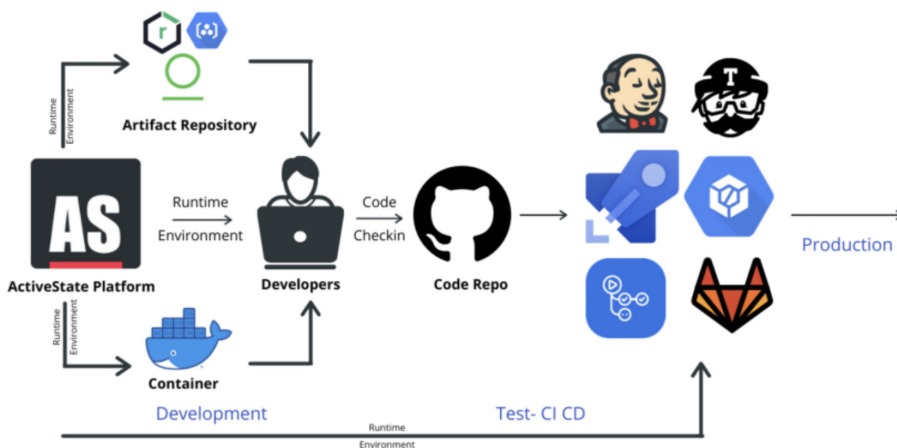 r
Runtime
Environment
Artifact Repository
T
AS
Runtime
Environment
Code
Checkin
ActiveState Platform
Developers
Code Repo
Production
Runtime
Environment
Container
Development
Test- CI CD
Runtime
Environment